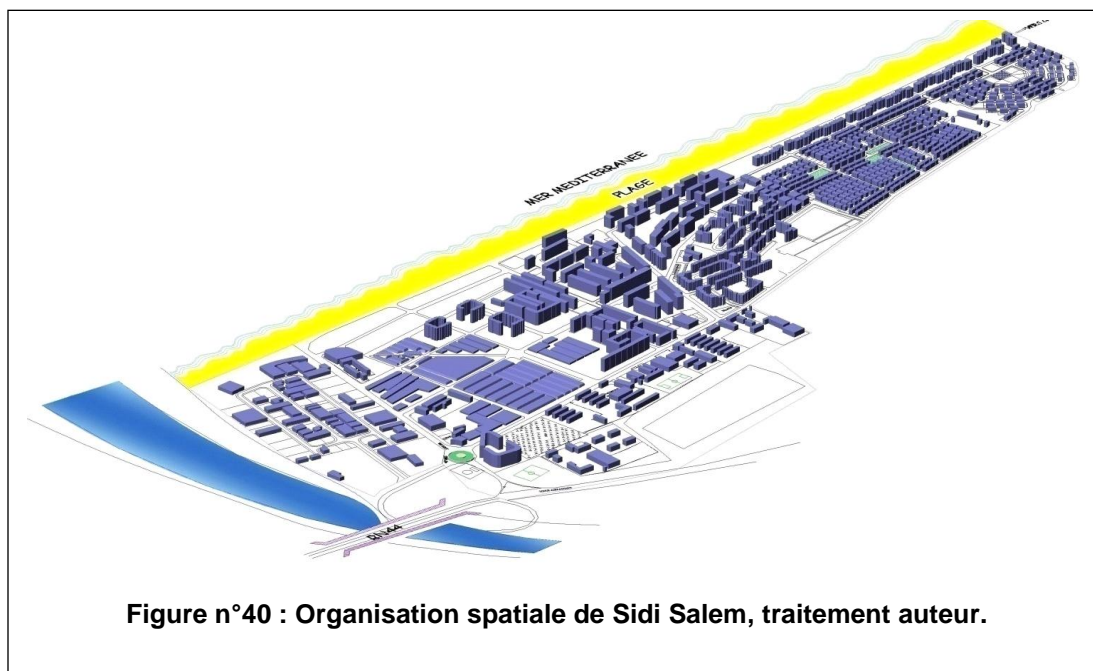 MER MEDITERRANEE
PLAGE
RN44
Figure n°40 : Organisation spatiale de Sidi Salem, traitement auteur.